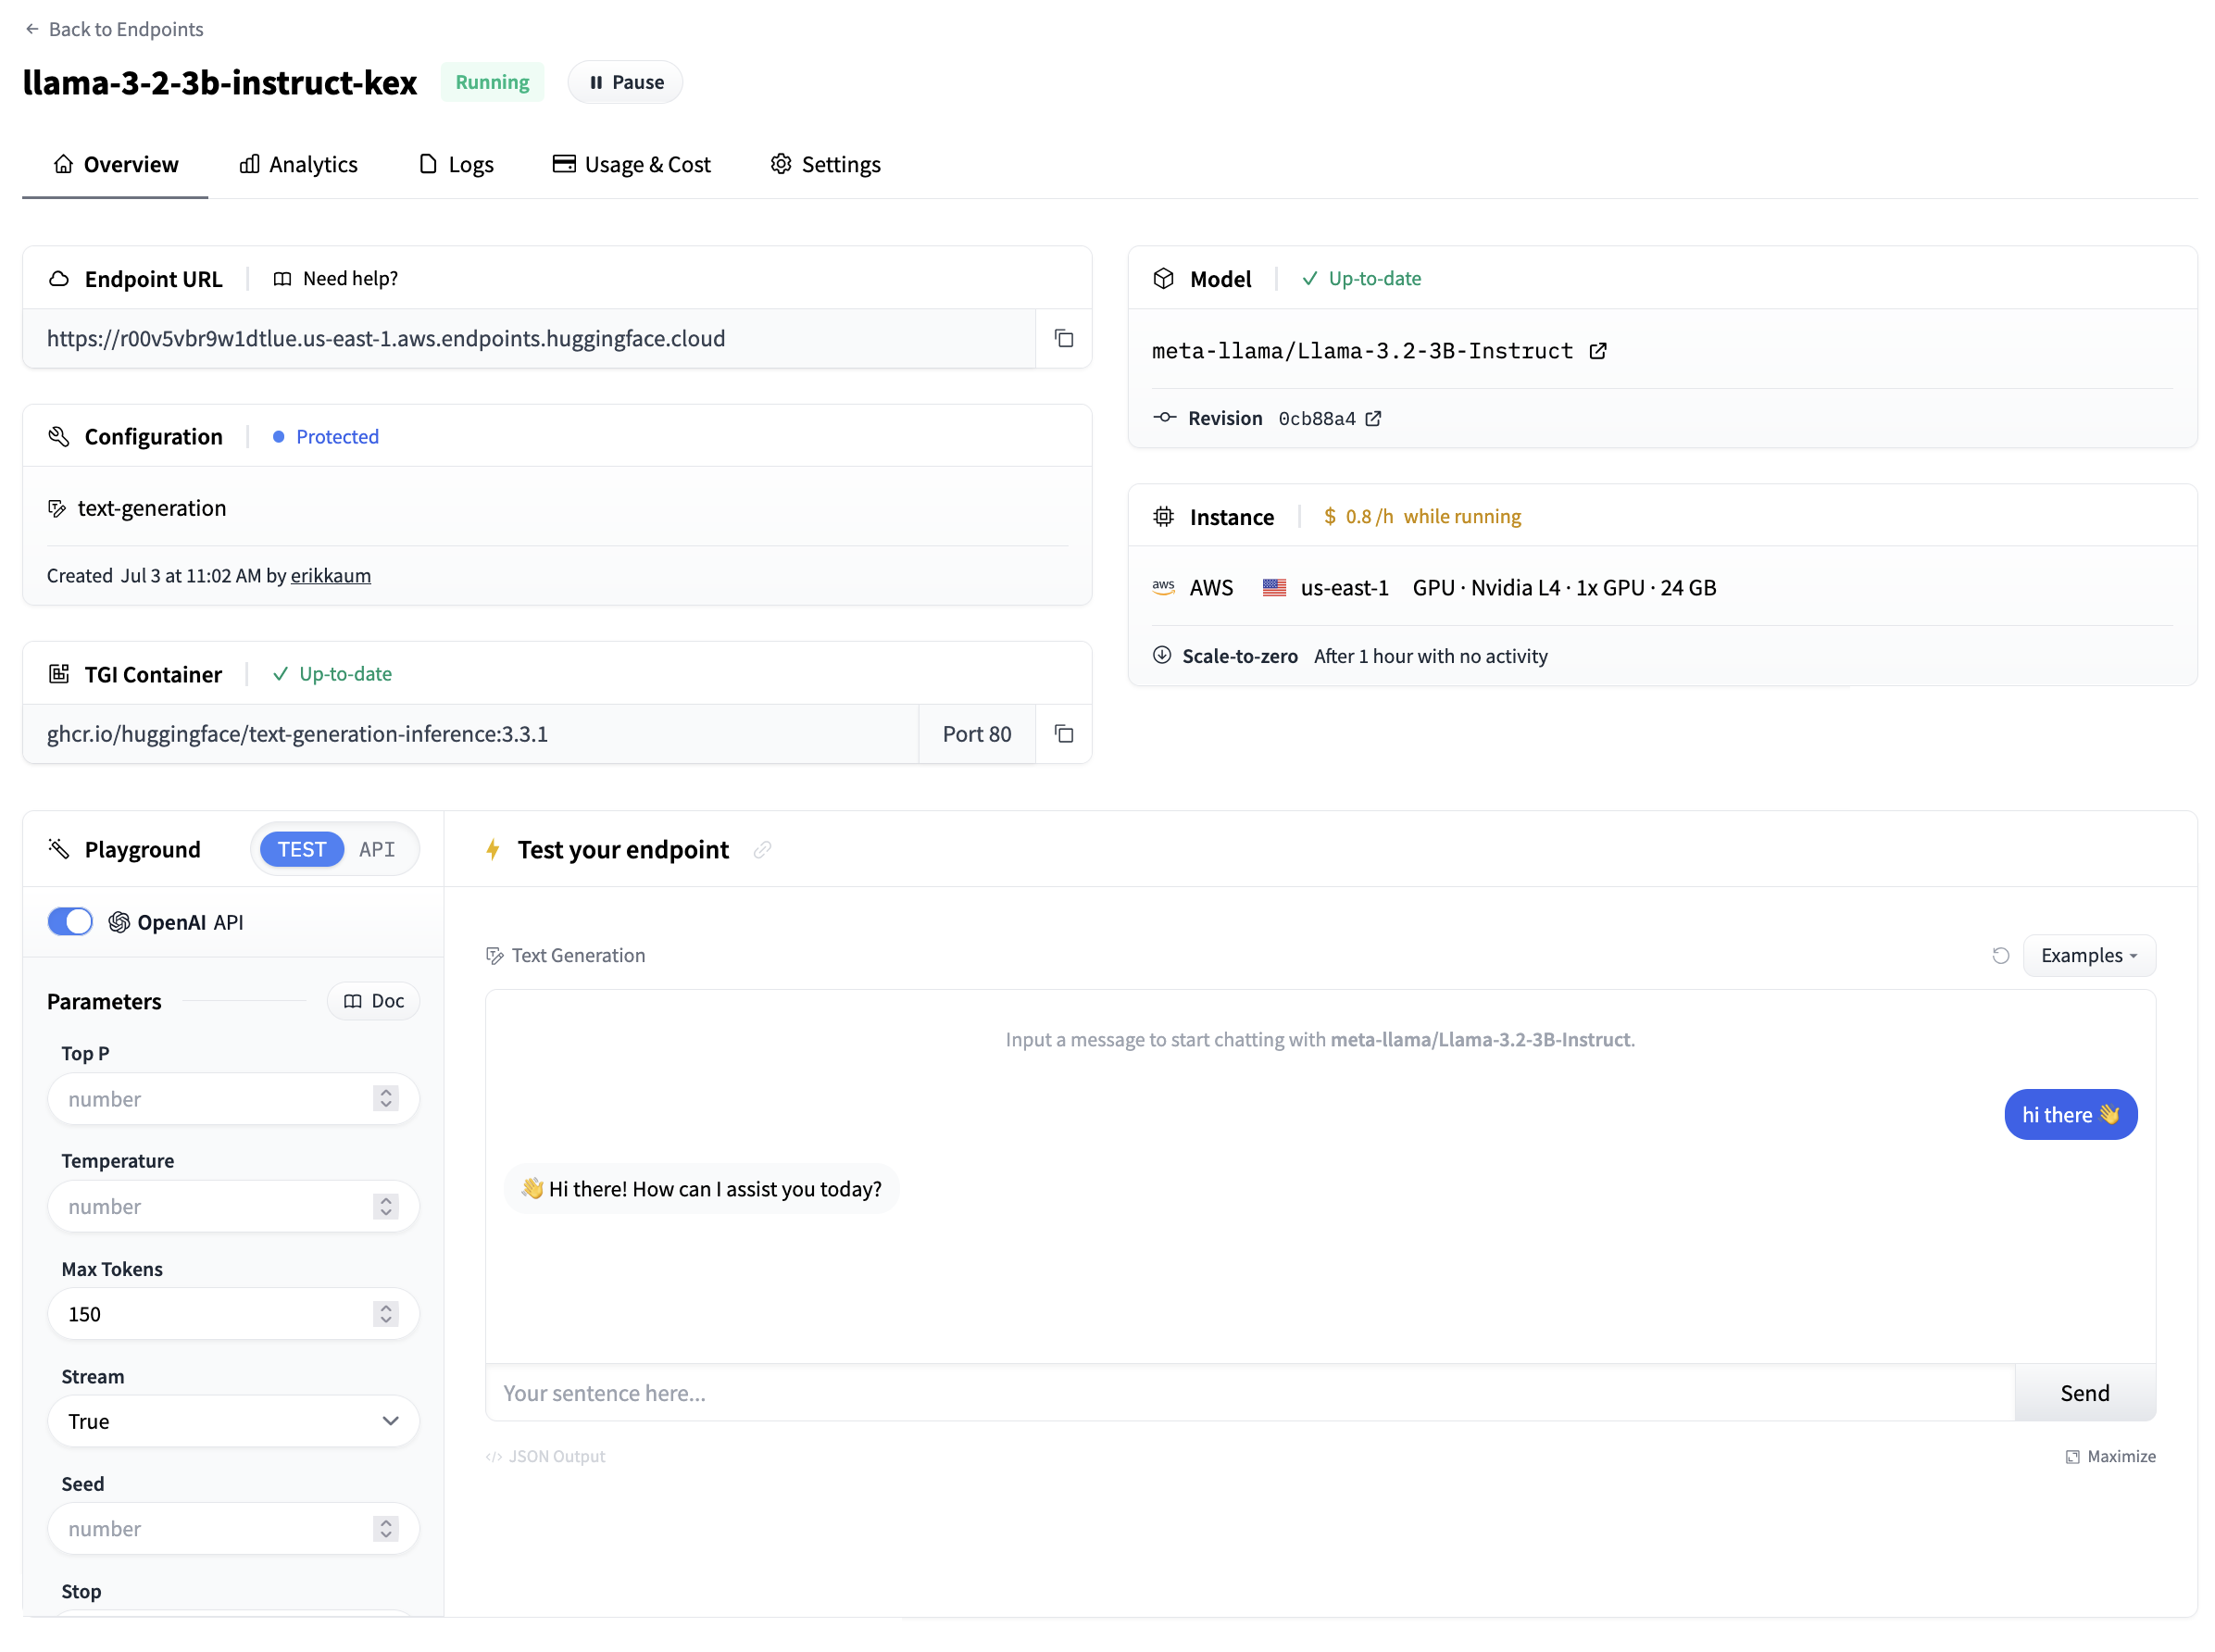 Back to Endpoints
llama-3-2-3b-instruct-kex Running Pause
Overview Analytics Logs Usage & Cost Settings
Endpoint URL Need help?
https://r00v5vbr9w1dtlue.us-east-1.aws.endpoints.huggingface.cloud
Configuration Protected
text-generation
Created Jul 3 at 11:02 AM by erikkaum
TGI Container Up-to-date
ghcr.io/huggingface/text-generation-inference:3.3.1 Port 80
Model Up-to-date
meta-llama/Llama-3.2-3B-Instruct
Revision 0cb88a4
Instance $ 0.8 /h while running
aws AWS us-east-1 GPU · Nvidia L4 · 1x GPU · 24 GB
Scale-to-zero After 1 hour with no activity
Playground TEST API
OpenAI API
Parameters Doc
Top P
number
Temperature
number
Max Tokens
150
Stream
True
Seed
number
Stop
Test your endpoint
Text Generation Examples
Input a message to start chatting with meta-llama/Llama-3.2-3B-Instruct.
hi there 👋
👋 Hi there! How can I assist you today?
Your sentence here... Send
</> JSON Output Maximize